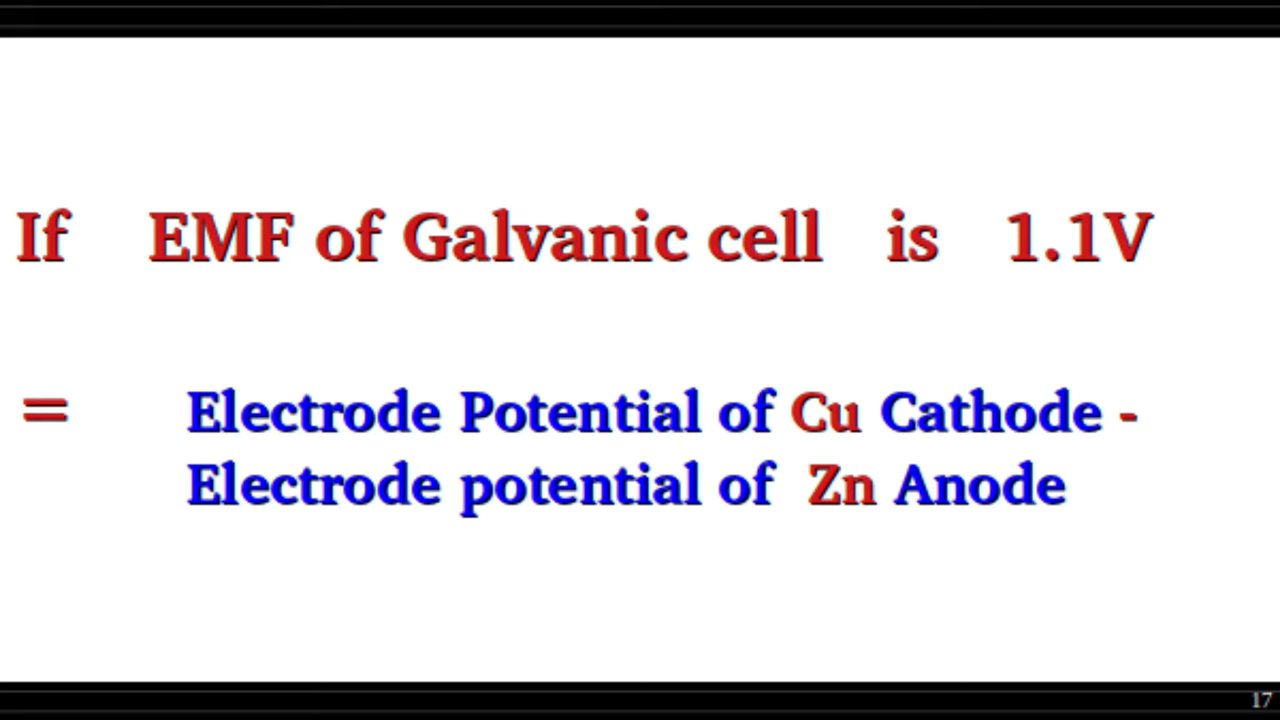 If EMF of Galvanic cell is 1.1V
= Electrode Potential of Cu Cathode -
Electrode potential of Zn Anode
17